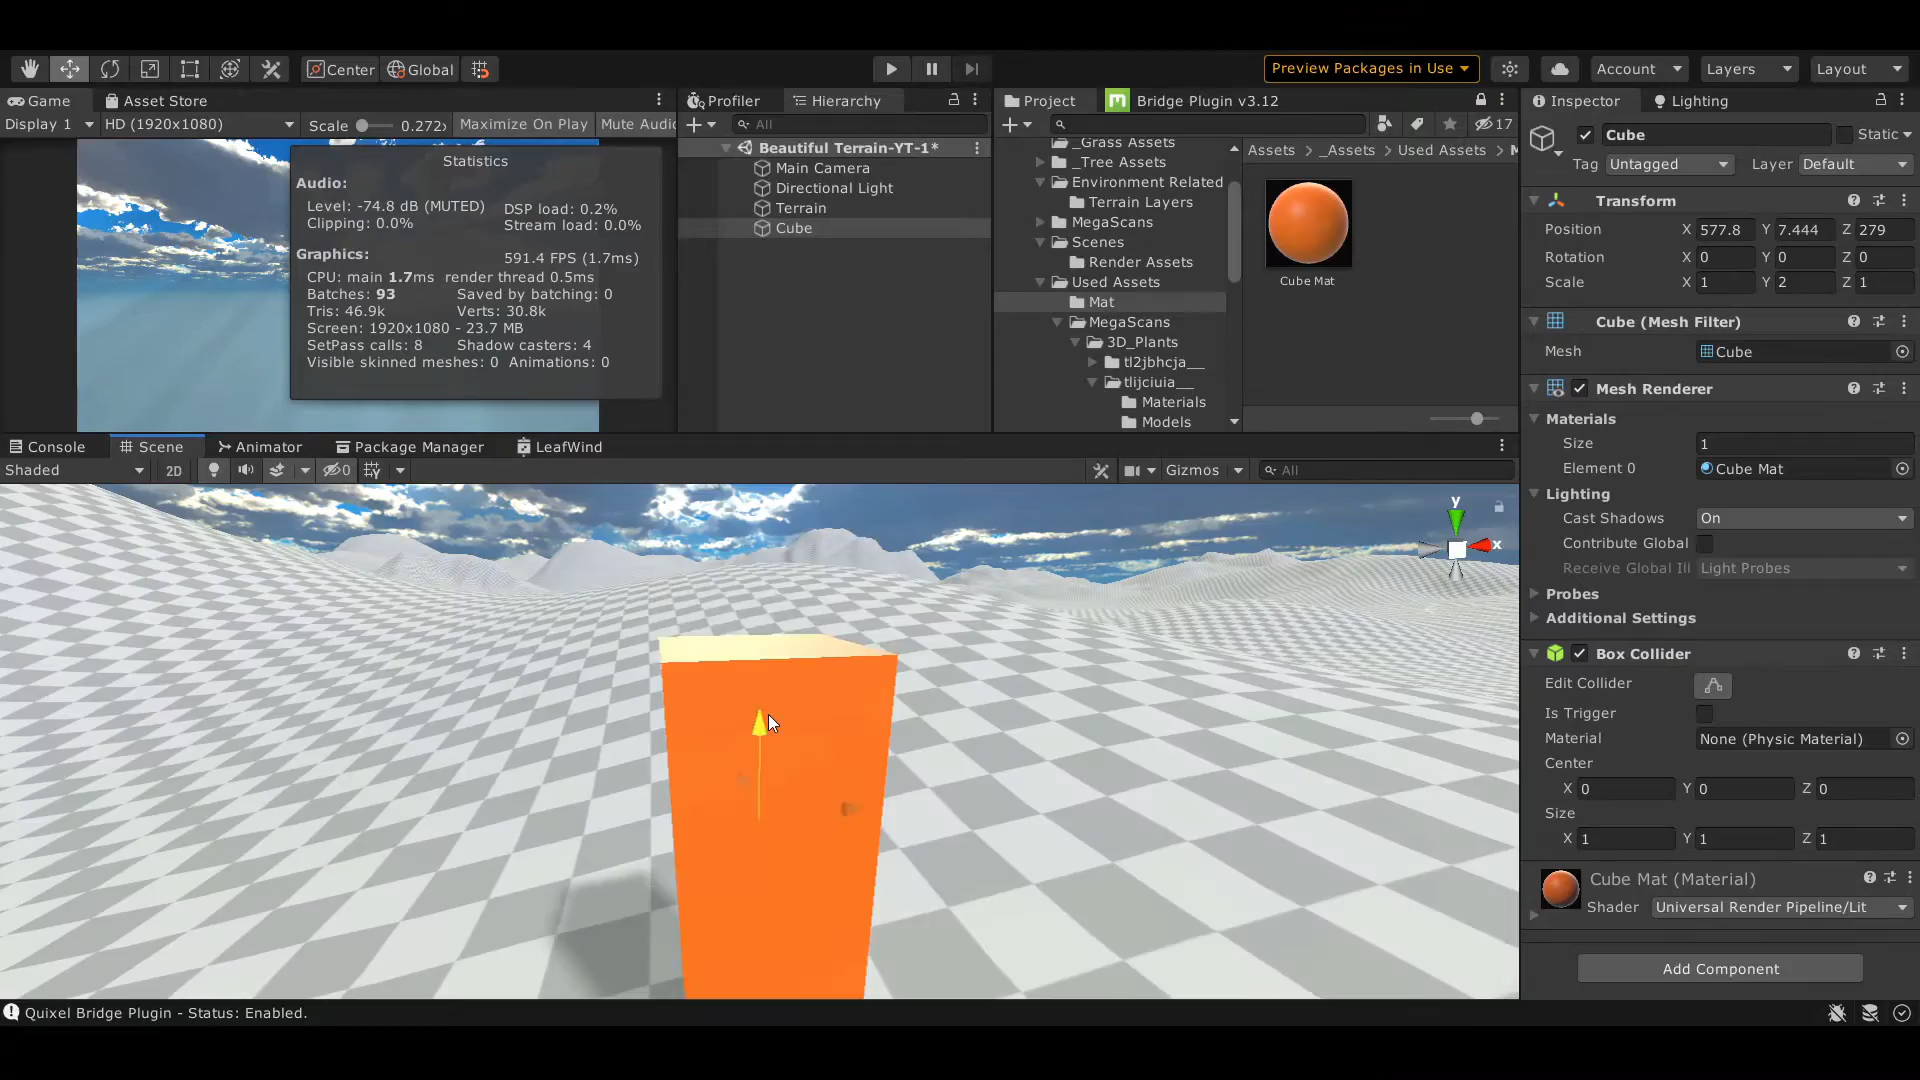 Center
Global
Preview Packages in Use
Account
Layers
Layout
Game
Asset Store
Profiler
Hierarchy
Project
Bridge Plugin v3.12
Inspector
Lighting
Display 1
HD (1920x1080)
Scale
0.272x
Maximize On Play
Mute Audio
All
17
Statistics
Audio:
Level: -74.8 dB (MUTED)
DSP load: 0.2%
Clipping: 0.0%
Stream load: 0.0%
Graphics:
591.4 FPS (1.7ms)
CPU: main 1.7ms render thread 0.5ms
Batches: 93
Saved by batching: 0
Tris: 46.9k
Verts: 30.8k
Screen: 1920x1080 - 23.7 MB
SetPass calls: 8
Shadow casters: 4
Visible skinned meshes: 0 Animations: 0
Beautiful Terrain-YT-1*
Main Camera
Directional Light
Terrain
Cube
_Grass Assets
_Tree Assets
Environment Related
Terrain Layers
MegaScans
Scenes
Render Assets
Used Assets
Mat
MegaScans
3D_Plants
tl2jbhcja__
tlijciuia__
Materials
Models
Assets > _Assets > Used Assets > M
Cube Mat
Cube
Static
Tag Untagged
Layer Default
Transform
Position X 577.8 Y 7.444 Z 279
Rotation X 0 Y 0 Z 0
Scale X 1 Y 2 Z 1
Cube (Mesh Filter)
Mesh Cube
Mesh Renderer
Materials
Size 1
Element 0 Cube Mat
Lighting
Cast Shadows On
Contribute Global
Receive Global Ill Light Probes
Probes
Additional Settings
Box Collider
Edit Collider
Is Trigger
Material None (Physic Material)
Center
X 0 Y 0 Z 0
Size
X 1 Y 1 Z 1
Cube Mat (Material)
Shader Universal Render Pipeline/Lit
Add Component
Console
Scene
Animator
Package Manager
LeafWind
Shaded
2D
0
Gizmos
All
y
x
Quixel Bridge Plugin - Status: Enabled.